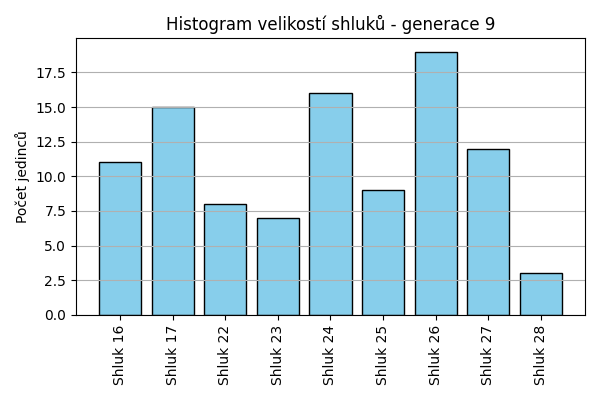 Histogram velikostí shluků - generace 9
Počet jedinců
17.5
15.0
12.5
10.0
7.5
5.0
2.5
0.0
Shluk 16
Shluk 17
Shluk 22
Shluk 23
Shluk 24
Shluk 25
Shluk 26
Shluk 27
Shluk 28